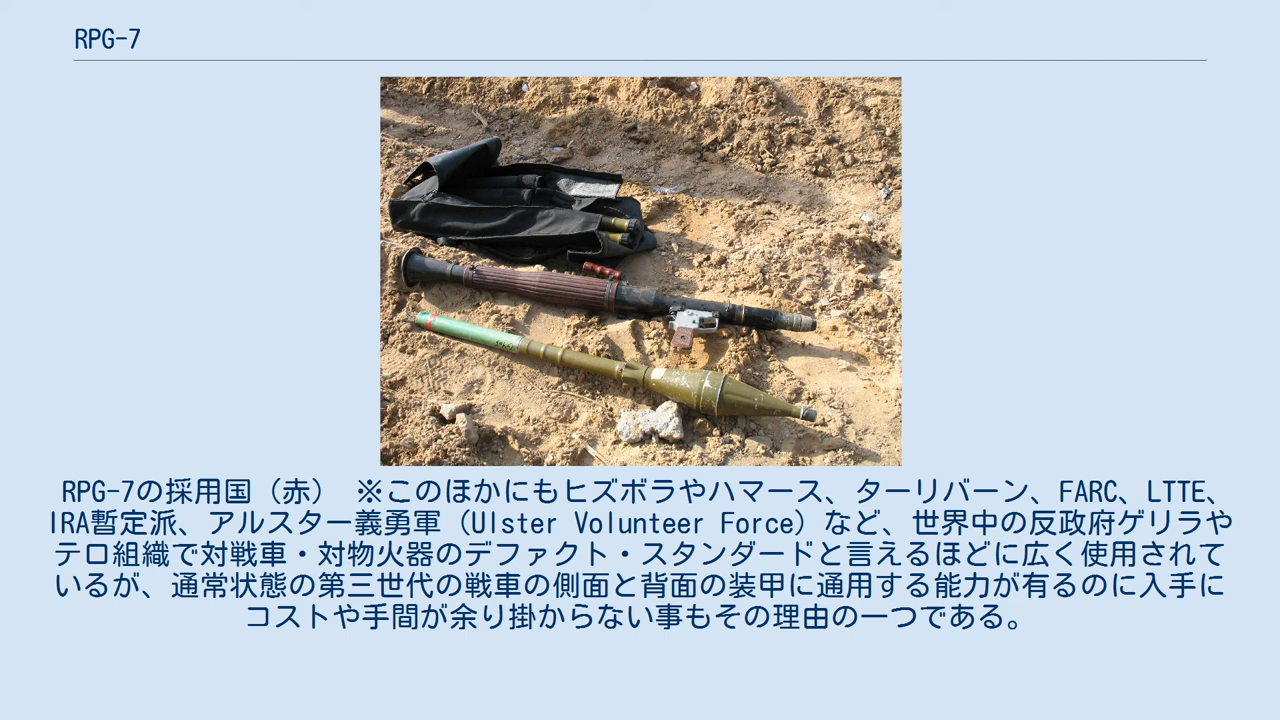 RPG-7
RPG-7の採用国（赤） ※このほかにもヒズボラやハマース、ターリバーン、FARC、LTTE、
IRA暫定派、アルスター義勇軍（Ulster Volunteer Force）など、世界中の反政府ゲリラや
テロ組織で対戦車・対物火器のデファクト・スタンダードと言えるほどに広く使用されて
いるが、通常状態の第三世代の戦車の側面と背面の装甲に通用する能力が有るのに入手に
コストや手間が余り掛からない事もその理由の一つである。